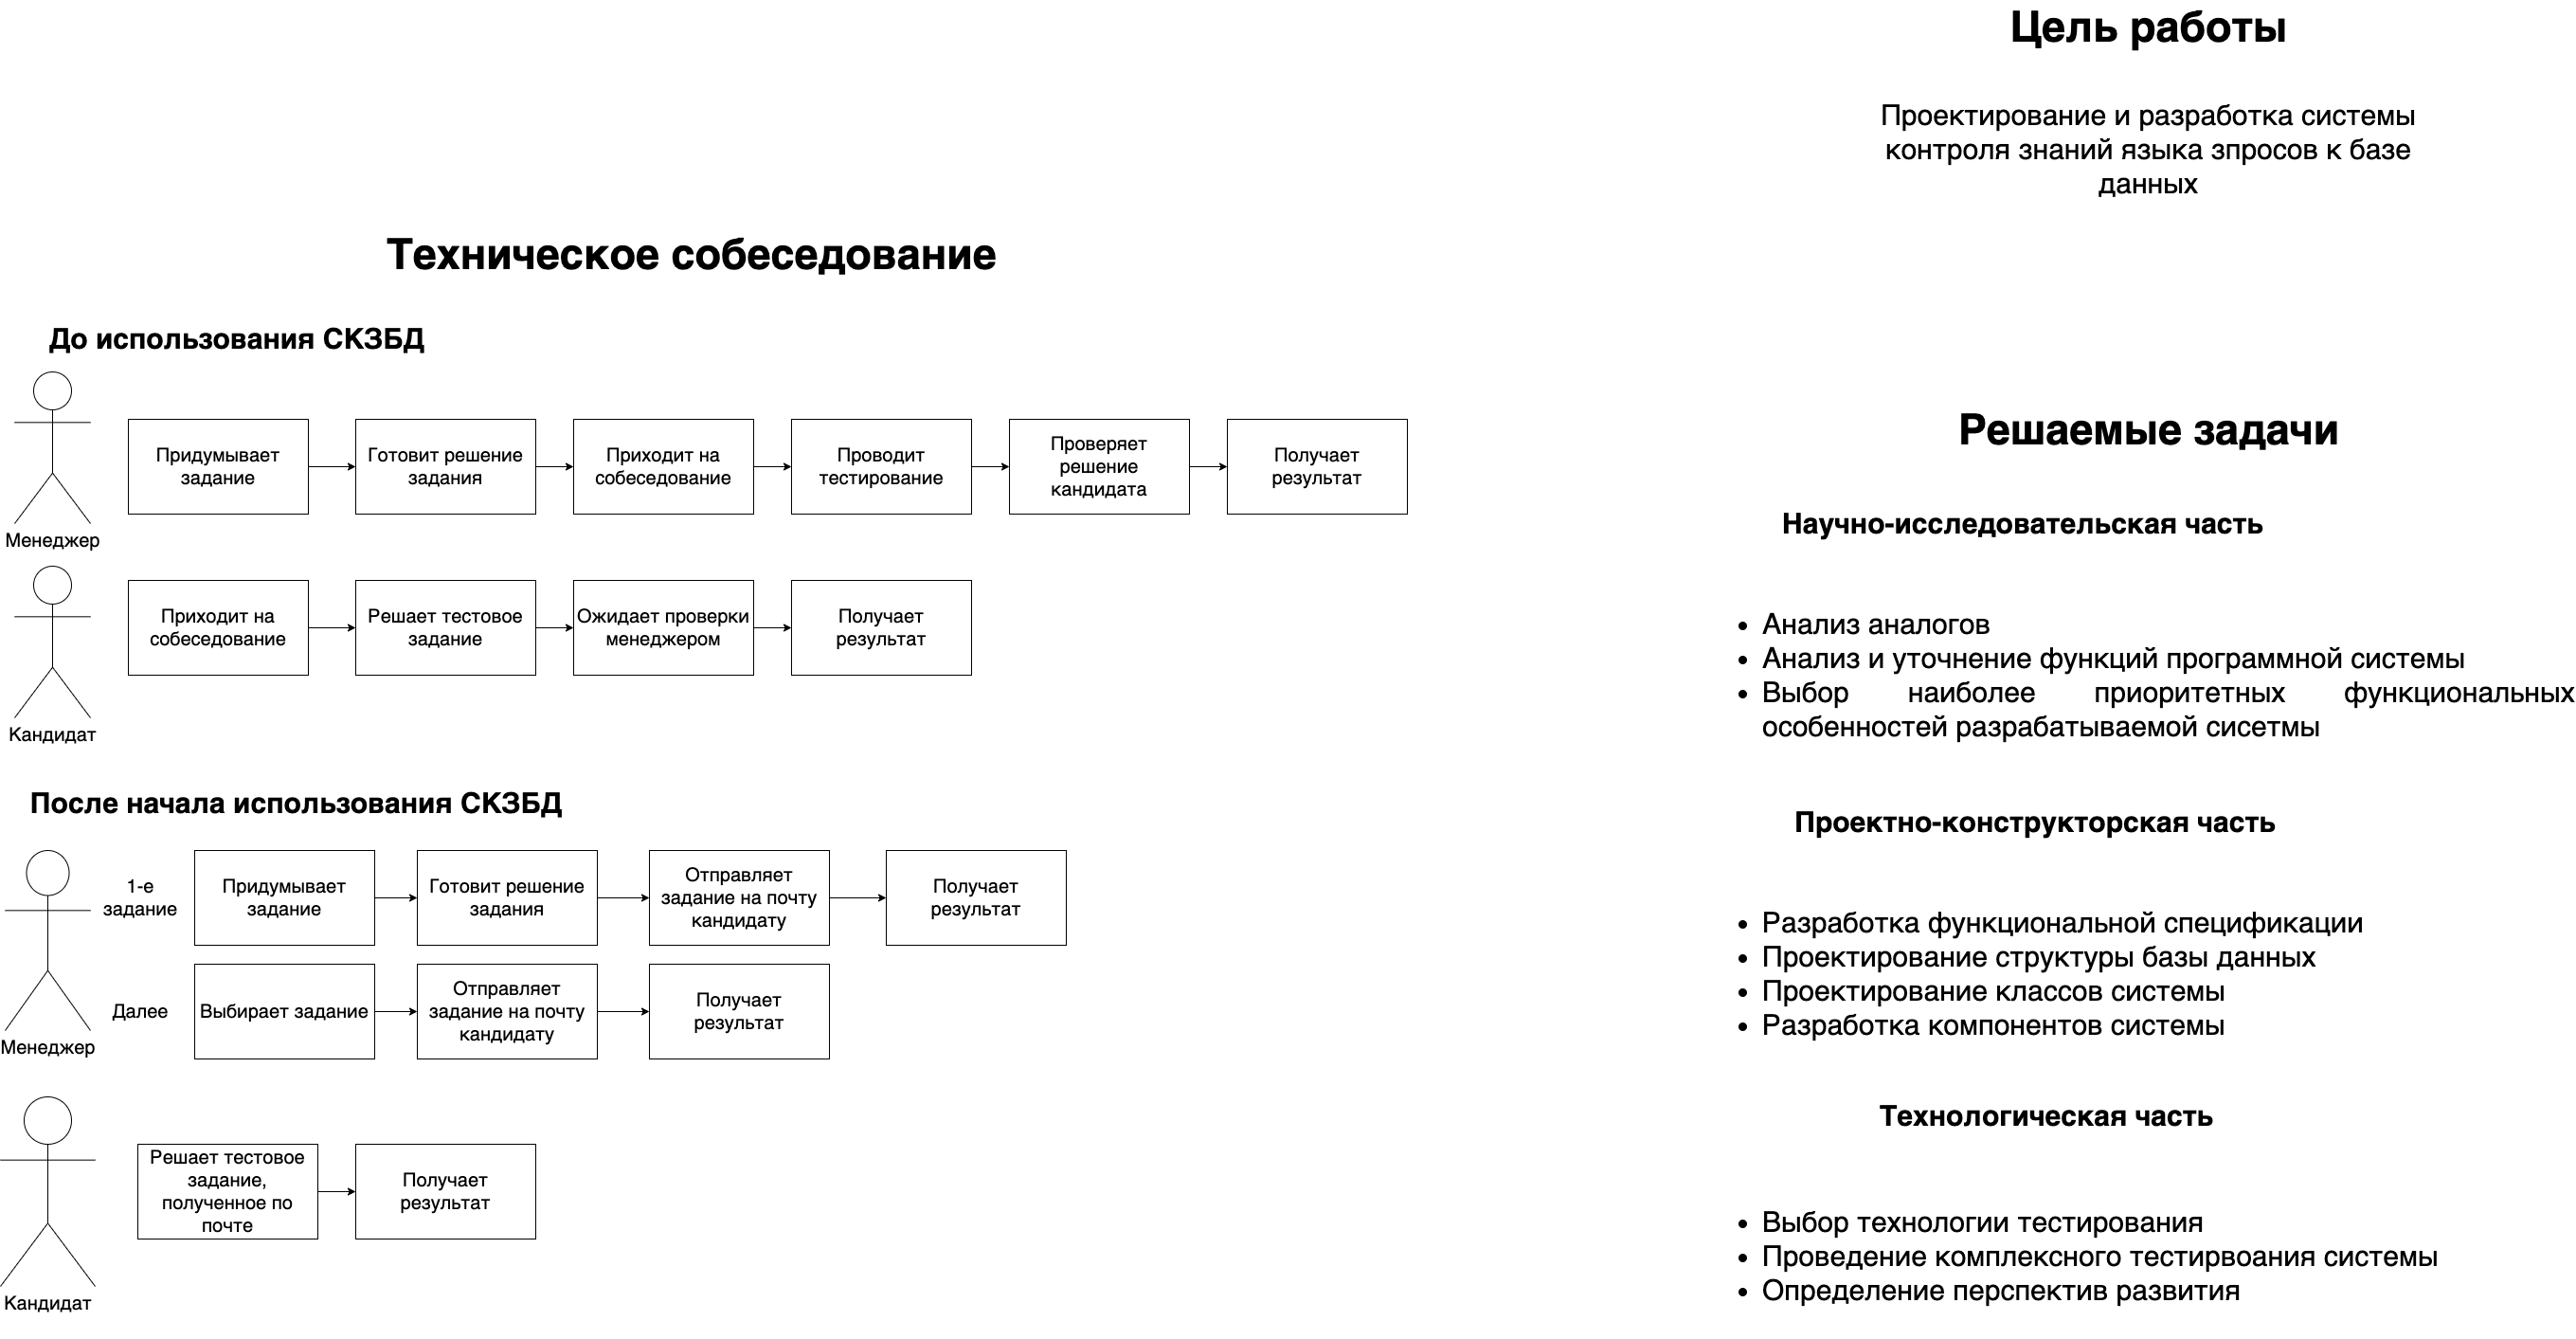 Техническое собеседование
До использования СКЗБД
Менеджер
Придумывает
задание
Готовит решение
задания
Приходит на
собеседование
Проводит
тестирование
Проверяет
решение
кандидата
Получает
результат
Кандидат
Приходит на
собеседование
Решает тестовое
задание
Ожидает проверки
менеджером
Получает
результат
После начала использования СКЗБД
Менеджер
1-е
задание
Придумывает
задание
Готовит решение
задания
Отправляет
задание на почту
кандидату
Получает
результат
Далее
Выбирает задание
Отправляет
задание на почту
кандидату
Получает
результат
Кандидат
Решает тестовое
задание,
полученное по
почте
Получает
результат
Цель работы
Проектирование и разработка системы
контроля знаний языка зпросов к базе
данных
Решаемые задачи
Научно-исследовательская часть
• Анализ аналогов
• Анализ и уточнение функций программной системы
• Выбор наиболее приоритетных функциональных
особенностей разрабатываемой сисетмы
Проектно-конструкторская часть
• Разработка функциональной спецификации
• Проектирование структуры базы данных
• Проектирование классов системы
• Разработка компонентов системы
Технологическая часть
• Выбор технологии тестирования
• Проведение комплексного тестирвоания системы
• Определение перспектив развития